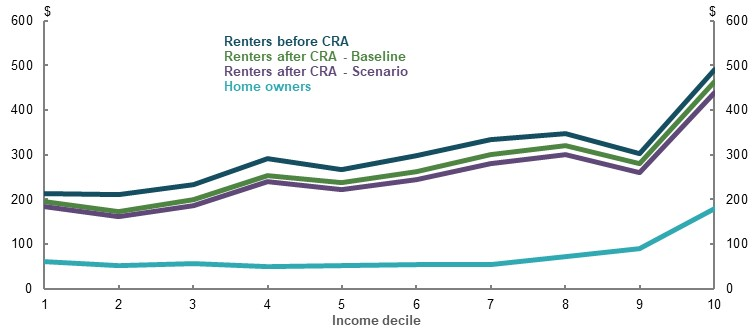 $ $
600 600
Renters before CRA
Renters after CRA - Baseline
500 500
Renters after CRA - Scenario
Home owners
400 400
300 300
200 200
100 100
0 0
1 2 3 4 5 6 7 8 9 10
Income decile